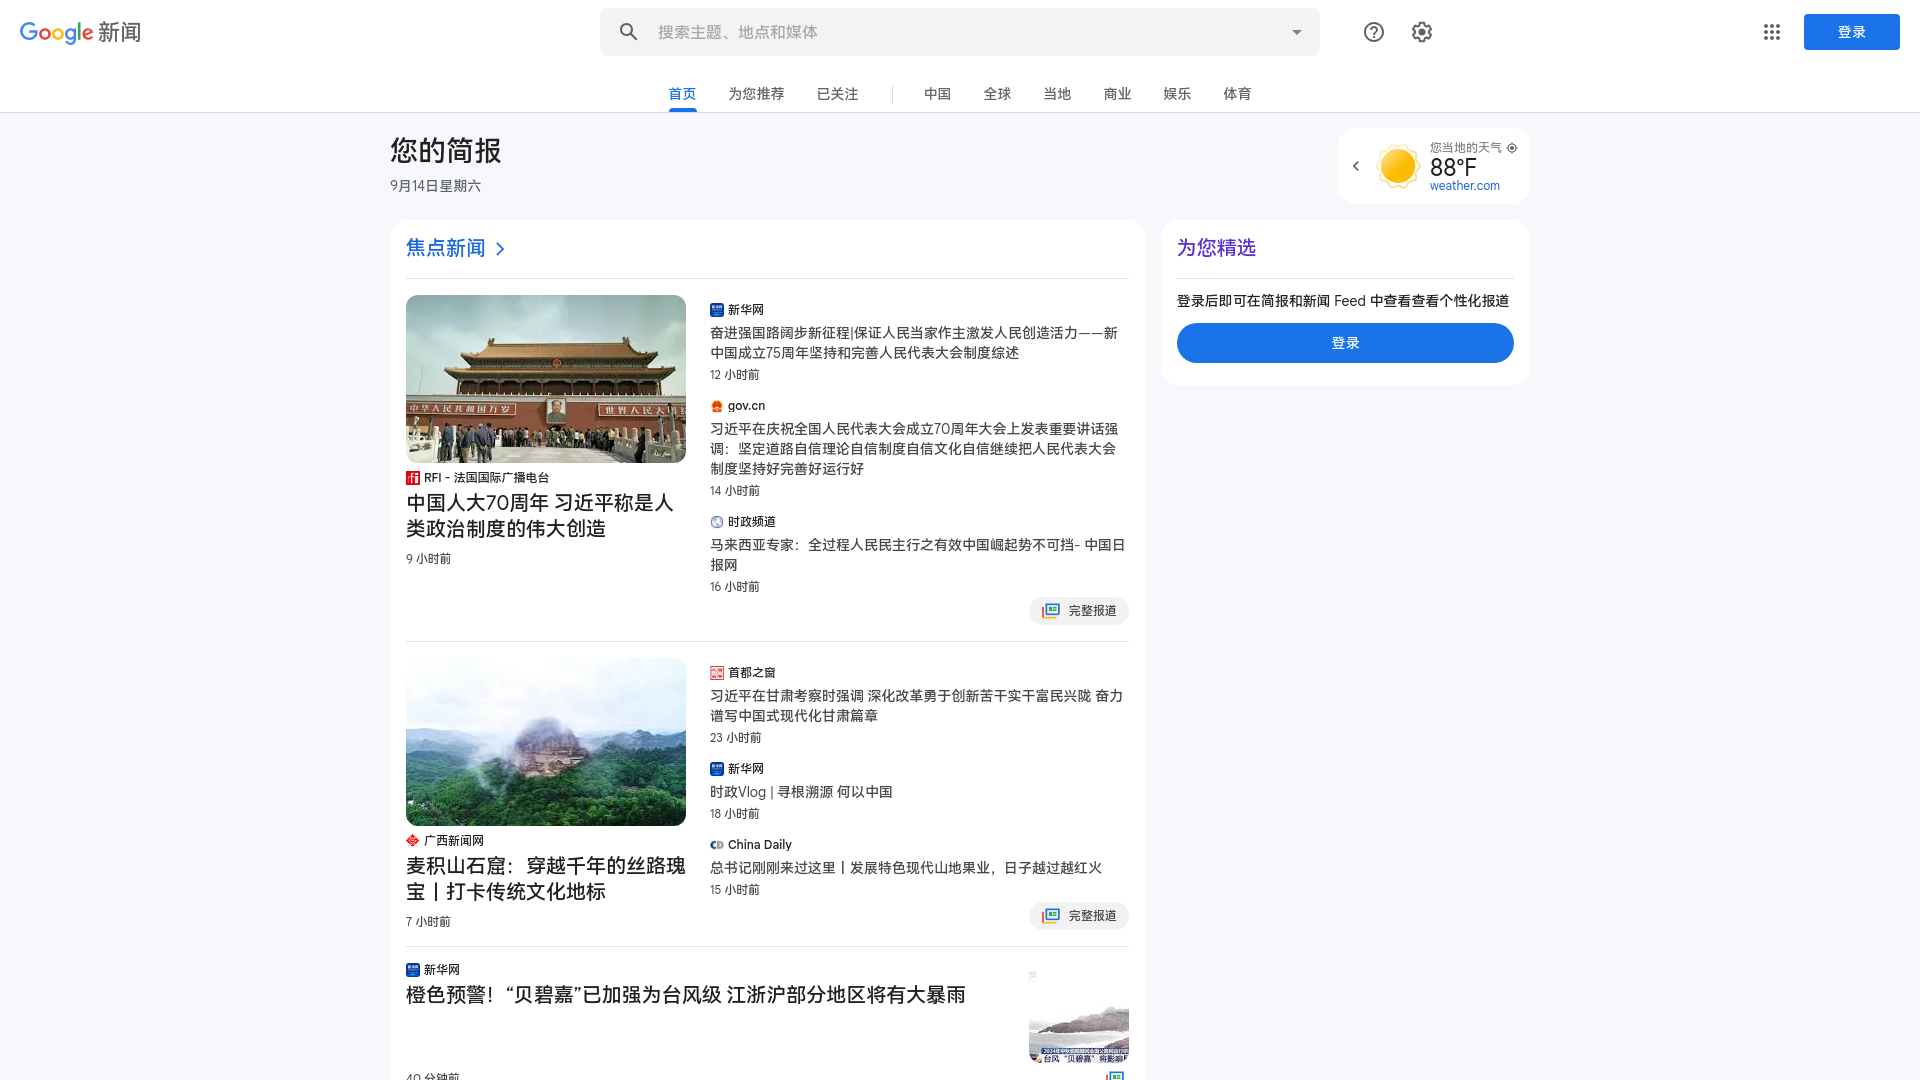 Google 新闻
搜索主题、地点和媒体
登录
首页
为您推荐
已关注
中国
全球
当地
商业
娱乐
体育
您的简报
9月14日星期六
您当地的天气
88°F
weather.com
焦点新闻
中华人民共和国万岁
世界人民大
RFI - 法国国际广播电台
中国人大70周年 习近平称是人
类政治制度的伟大创造
9 小时前
新华网
奋进强国路阔步新征程|保证人民当家作主激发人民创造活力——新
中国成立75周年坚持和完善人民代表大会制度综述
12 小时前
gov.cn
习近平在庆祝全国人民代表大会成立70周年大会上发表重要讲话强
调：坚定道路自信理论自信制度自信文化自信继续把人民代表大会
制度坚持好完善好运行好
14 小时前
时政频道
马来西亚专家：全过程人民民主行之有效中国崛起势不可挡- 中国日
报网
16 小时前
完整报道
为您精选
登录后即可在简报和新闻 Feed 中查看查看个性化报道
登录
广西新闻网
麦积山石窟：穿越千年的丝路瑰
宝丨打卡传统文化地标
7 小时前
首都之窗
习近平在甘肃考察时强调 深化改革勇于创新苦干实干富民兴陇 奋力
谱写中国式现代化甘肃篇章
23 小时前
新华网
时政Vlog | 寻根溯源 何以中国
18 小时前
China Daily
总书记刚刚来过这里丨发展特色现代山地果业，日子越过越红火
15 小时前
完整报道
新华网
橙色预警！“贝碧嘉”已加强为台风级 江浙沪部分地区将有大暴雨
40 分钟前
台风“贝碧嘉”将影响